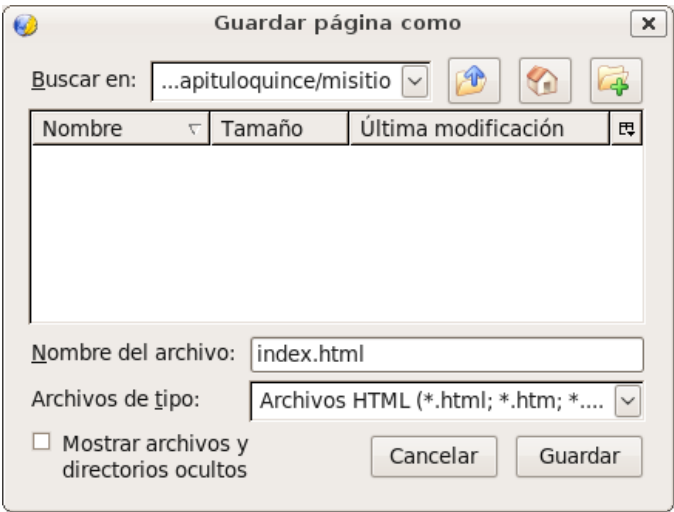 Guardar página como
Buscar en: ...apituloquince/misitio
Nombre Tamaño Última modificación
Nombre del archivo: index.html
Archivos de tipo: Archivos HTML (*.html; *.htm; *....
Mostrar archivos y
directorios ocultos
Cancelar Guardar